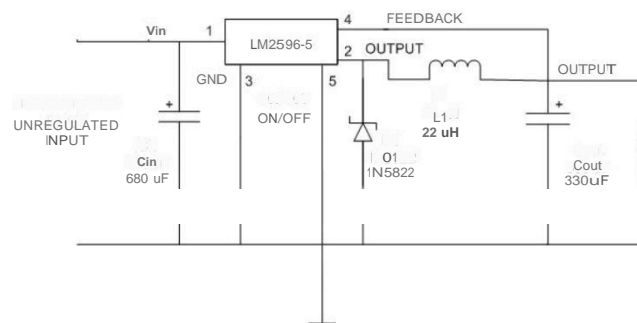 4
FEEDBACK
Vin
1
LM2596-5
2
OUTPUT
GND
3
5
OUTPUT
ON/OFF
UNREGULATED
INPUT
L1
22 uH
Cin
680 uF
1N5822
Cout
330uF